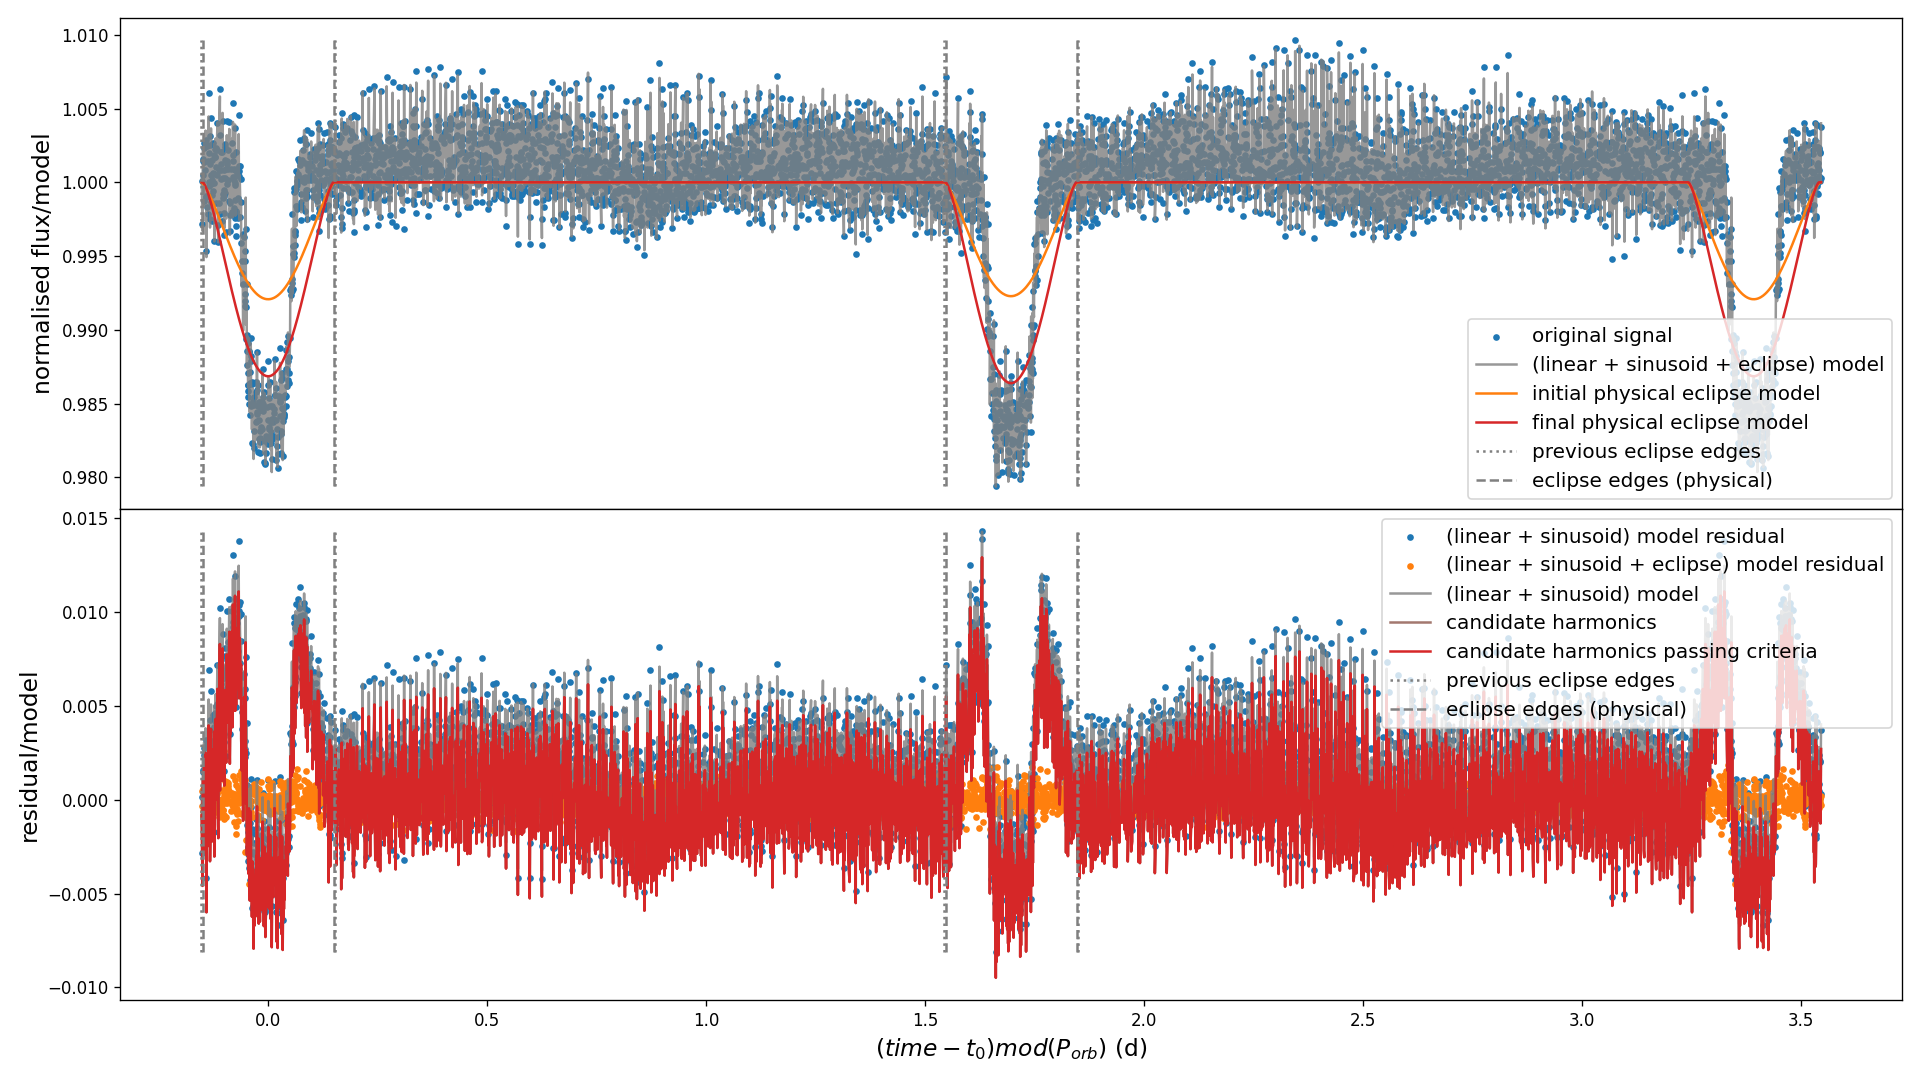 1.010
1.005
1.000
0.995
0.990
0.985
0.980
normalised flux/model
original signal
(linear + sinusoid + eclipse) model
initial physical eclipse model
final physical eclipse model
previous eclipse edges
eclipse edges (physical)
0.015
0.010
0.005
0.000
−0.005
−0.010
residual/model
(linear + sinusoid) model residual
(linear + sinusoid + eclipse) model residual
(linear + sinusoid) model
candidate harmonics
candidate harmonics passing criteria
previous eclipse edges
eclipse edges (physical)
0.0 0.5 1.0 1.5 2.0 2.5 3.0 3.5
(time − t₀)mod(P_orb) (d)